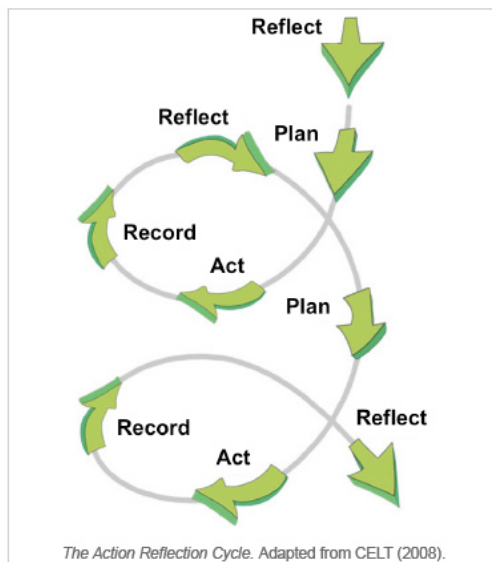 Reflect
Reflect
Plan
Record
Act
Plan
Reflect
Record
Act
The Action Reflection Cycle. Adapted from CELT (2008).